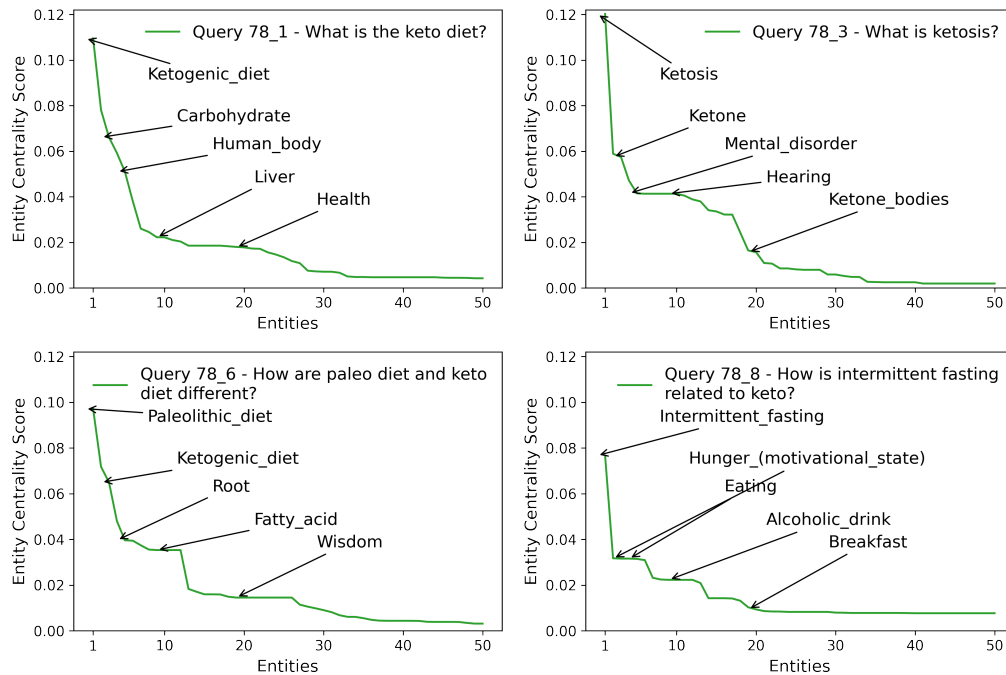 0.12
0.10
0.08
0.06
0.04
0.02
0.00
Entity Centrality Score
Query 78_1 - What is the keto diet?
Ketogenic_diet
Carbohydrate
Human_body
Liver
Health
1 10 20 30 40 50
Entities
0.12
0.10
0.08
0.06
0.04
0.02
0.00
Entity Centrality Score
Query 78_3 - What is ketosis?
Ketosis
Ketone
Mental_disorder
Hearing
Ketone_bodies
1 10 20 30 40 50
Entities
0.12
0.10
0.08
0.06
0.04
0.02
0.00
Entity Centrality Score
Query 78_6 - How are paleo diet and keto
diet different?
Paleolithic_diet
Ketogenic_diet
Root
Fatty_acid
Wisdom
1 10 20 30 40 50
Entities
0.12
0.10
0.08
0.06
0.04
0.02
0.00
Entity Centrality Score
Query 78_8 - How is intermittent fasting
related to keto?
Intermittent_fasting
Hunger_(motivational_state)
Eating
Alcoholic_drink
Breakfast
1 10 20 30 40 50
Entities